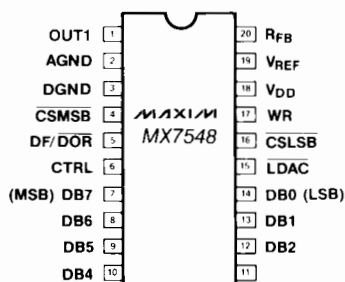 OUT1 1 20 RFB
AGND 2 19 VREF
DGND 3 18 VDD
CSMSB 4 MAXIM 17 WR
DF/DOR 5 MX7548 16 CSLSB
CTRL 6 15 LDAC
(MSB) DB7 7 14 DB0 (LSB)
DB6 8 13 DB1
DB5 9 12 DB2
DB4 10 11